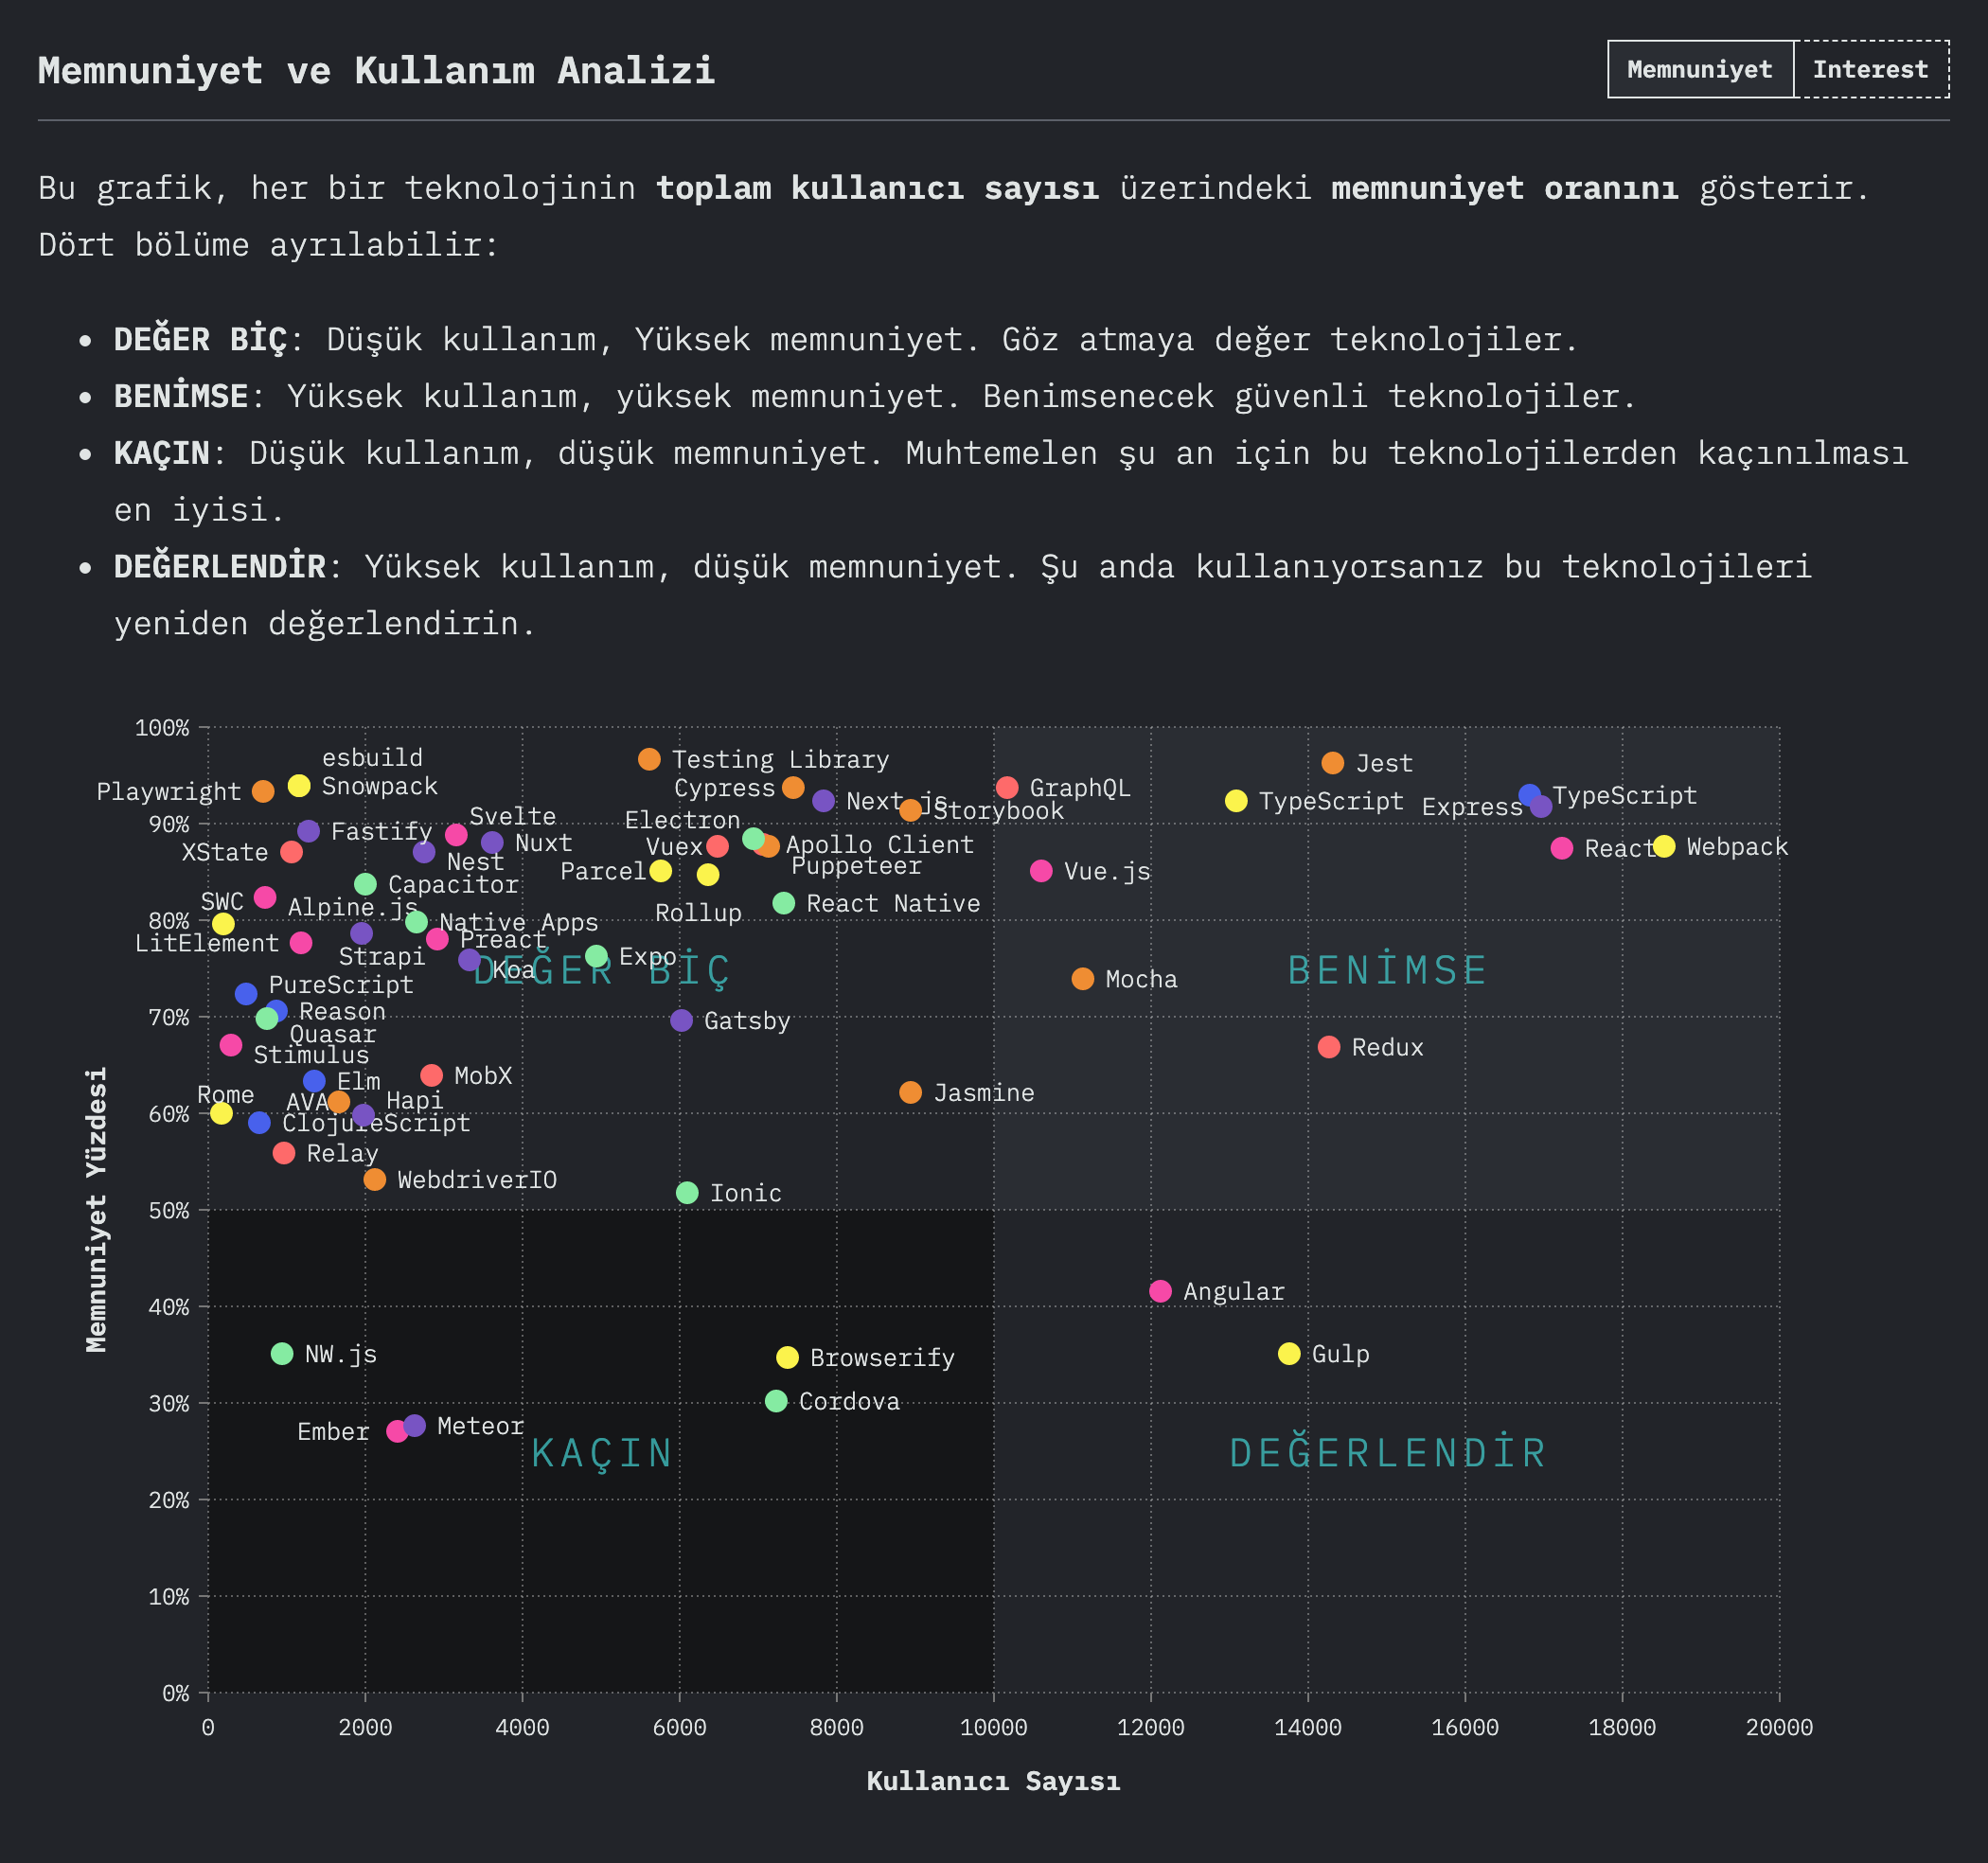 Memnuniyet ve Kullanım Analizi
Memnuniyet Interest
Bu grafik, her bir teknolojinin toplam kullanıcı sayısı üzerindeki memnuniyet oranını gösterir.
Dört bölüme ayrılabilir:
• DEĞER BİÇ: Düşük kullanım, Yüksek memnuniyet. Göz atmaya değer teknolojiler.
• BENİMSE: Yüksek kullanım, yüksek memnuniyet. Benimsenecek güvenli teknolojiler.
• KAÇIN: Düşük kullanım, düşük memnuniyet. Muhtemelen şu an için bu teknolojilerden kaçınılması
en iyisi.
• DEĞERLENDİR: Yüksek kullanım, düşük memnuniyet. Şu anda kullanıyorsanız bu teknolojileri
yeniden değerlendirin.
100%
90%
80%
70%
60%
50%
40%
30%
20%
10%
0%
Memnuniyet Yüzdesi
esbuild
Testing Library
Jest
Playwright
Snowpack
Cypress
GraphQL
Next.js
Storybook
TypeScript
TypeScript
Express
Svelte
Electron
Fastify
Nuxt
Vuex
Apollo Client
React
Webpack
XState
Nest
Puppeteer
Parcel
Vue.js
Capacitor
SWC
Alpine.js
React Native
Rollup
Native Apps
LitElement
Preact
Strapi
Expo
Koa
DEĞER BİÇ
BENİMSE
Mocha
PureScript
Reason
Gatsby
Quasar
Stimulus
Redux
MobX
Elm
Rome
AVA
Hapi
Jasmine
ClojureScript
Relay
WebdriverIO
Ionic
Angular
NW.js
Browserify
Gulp
Cordova
Ember
Meteor
KAÇIN
DEĞERLENDİR
0 2000 4000 6000 8000 10000 12000 14000 16000 18000 20000
Kullanıcı Sayısı